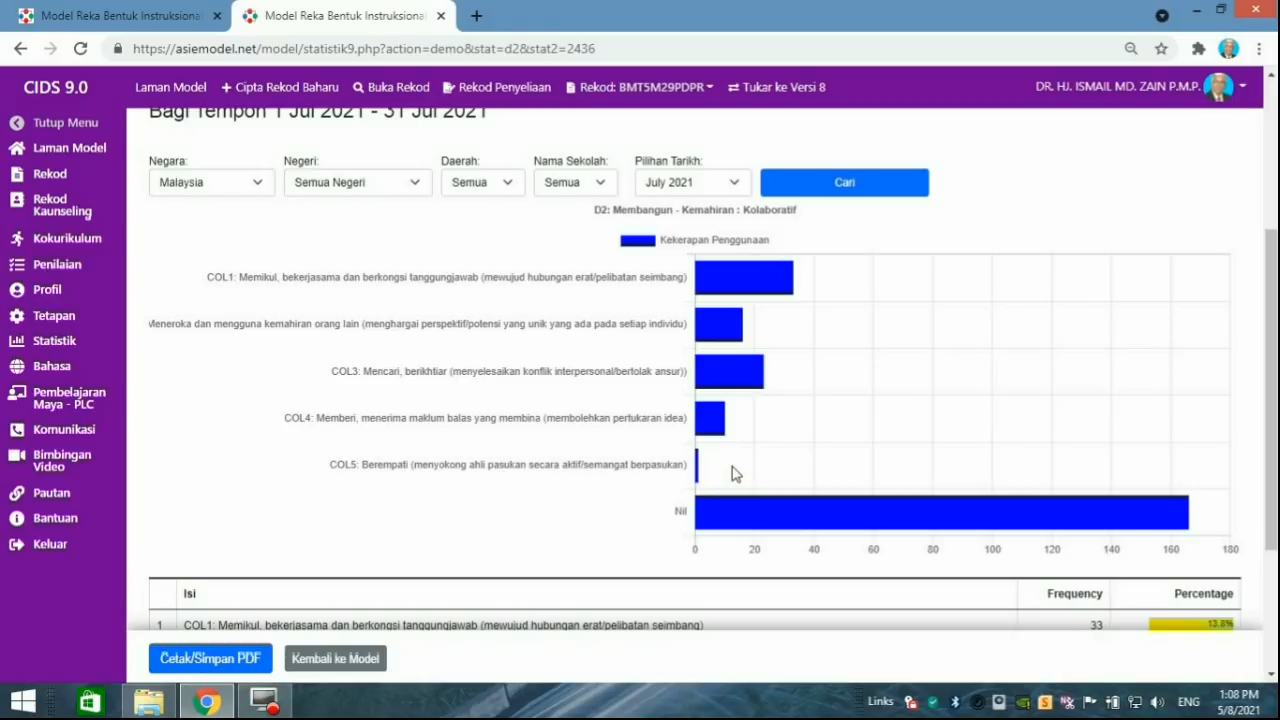 Model Reka Bentuk Instruksiona
Model Reka Bentuk Instruksiona
https://asiemodel.net/model/statistik9.php?action=demo&stat=d2&stat2=2436
CIDS 9.0
Laman Model
Cipta Rekod Baharu
Buka Rekod
Rekod Penyeliaan
Rekod: BMT5M29PDPR
Tukar ke Versi 8
DR. HJ. ISMAIL MD. ZAIN P.M.P.
Tutup Menu
Laman Model
Rekod
Rekod
Kaunseling
Kokurikulum
Penilaian
Profil
Tetapan
Statistik
Bahasa
Pembelajaran
Maya - PLC
Komunikasi
Bimbingan
Video
Pautan
Bantuan
Keluar
Bagi Tempoh 1 Jul 2021 - 31 Jul 2021
Negara:
Negeri:
Daerah:
Nama Sekolah:
Pilihan Tarikh:
Malaysia
Semua Negeri
Semua
Semua
July 2021
Cari
D2: Membangun - Kemahiran : Kolaboratif
Kekerapan Penggunaan
COL1: Memikul, bekerjasama dan berkongsi tanggungjawab (mewujud hubungan erat/pelibatan seimbang)
Meneroka dan mengguna kemahiran orang lain (menghargai perspektif/potensi yang unik yang ada pada setiap individu)
COL3: Mencari, berikhtiar (menyelesaikan konflik interpersonal/bertolak ansur))
COL4: Memberi, menerima maklum balas yang membina (membolehkan pertukaran idea)
COL5: Berempati (menyokong ahli pasukan secara aktif/semangat berpasukan)
Nil
0 20 40 60 80 100 120 140 160 180
Isi Frequency Percentage
1 COL1: Memikul, bekerjasama dan berkongsi tanggungjawab (mewujud hubungan erat/pelibatan seimbang) 33 13.8%
Cetak/Simpan PDF
Kembali ke Model
Links
ENG
1:08 PM
5/8/2021